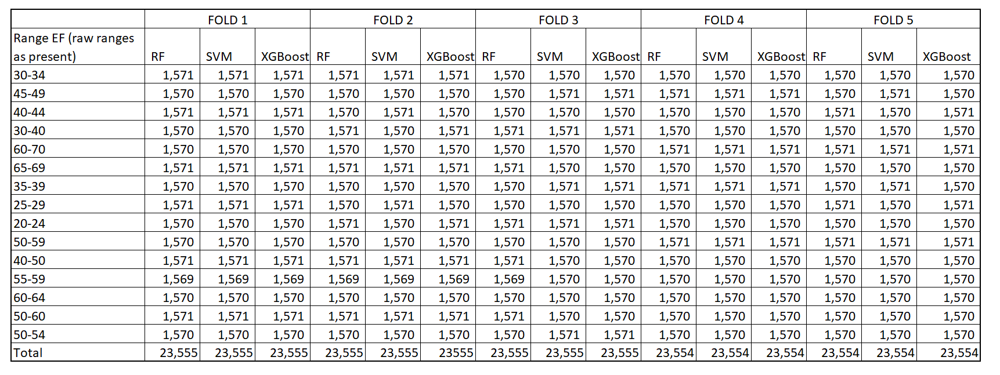 FOLD 1 FOLD 2 FOLD 3 FOLD 4 FOLD 5
Range EF (raw ranges
as present) RF SVM XGBoost RF SVM XGBoost RF SVM XGBoost RF SVM XGBoost RF SVM XGBoost
30-34 1,571 1,571 1,571 1,571 1,571 1,571 1,570 1,570 1,570 1,570 1,570 1,570 1,570 1,570 1,570
45-49 1,570 1,570 1,570 1,570 1,570 1,570 1,570 1,571 1,571 1,571 1,571 1,571 1,570 1,571 1,570
40-44 1,571 1,571 1,571 1,570 1,571 1,570 1,570 1,570 1,570 1,570 1,570 1,570 1,571 1,570 1,571
30-40 1,570 1,570 1,570 1,571 1,570 1,571 1,571 1,571 1,571 1,570 1,570 1,570 1,570 1,570 1,570
60-70 1,570 1,570 1,570 1,570 1,570 1,570 1,570 1,570 1,570 1,571 1,571 1,571 1,571 1,571 1,571
65-69 1,571 1,571 1,571 1,571 1,571 1,571 1,571 1,570 1,570 1,570 1,570 1,570 1,570 1,570 1,570
35-39 1,570 1,570 1,570 1,570 1,570 1,570 1,570 1,571 1,571 1,571 1,571 1,571 1,570 1,571 1,570
25-29 1,571 1,571 1,571 1,570 1,571 1,570 1,570 1,570 1,570 1,570 1,570 1,570 1,571 1,570 1,571
20-24 1,570 1,570 1,570 1,571 1,570 1,571 1,571 1,571 1,571 1,570 1,570 1,570 1,570 1,570 1,570
50-59 1,570 1,570 1,570 1,570 1,570 1,570 1,570 1,570 1,570 1,571 1,571 1,571 1,571 1,571 1,571
40-50 1,571 1,571 1,571 1,571 1,571 1,571 1,571 1,570 1,570 1,570 1,570 1,570 1,570 1,570 1,570
55-59 1,569 1,569 1,569 1,569 1,569 1,569 1,569 1,570 1,570 1,570 1,570 1,570 1,570 1,570 1,570
60-64 1,570 1,570 1,570 1,570 1,570 1,570 1,570 1,570 1,570 1,570 1,570 1,570 1,570 1,570 1,570
50-60 1,571 1,571 1,571 1,571 1,571 1,571 1,571 1,570 1,570 1,570 1,570 1,570 1,570 1,570 1,570
50-54 1,570 1,570 1,570 1,570 1,570 1,570 1,570 1,571 1,571 1,570 1,570 1,570 1,570 1,570 1,570
Total 23,555 23,555 23,555 23,555 23,555 23555 23,555 23,555 23,555 23,554 23,554 23,554 23,554 23,554 23,554